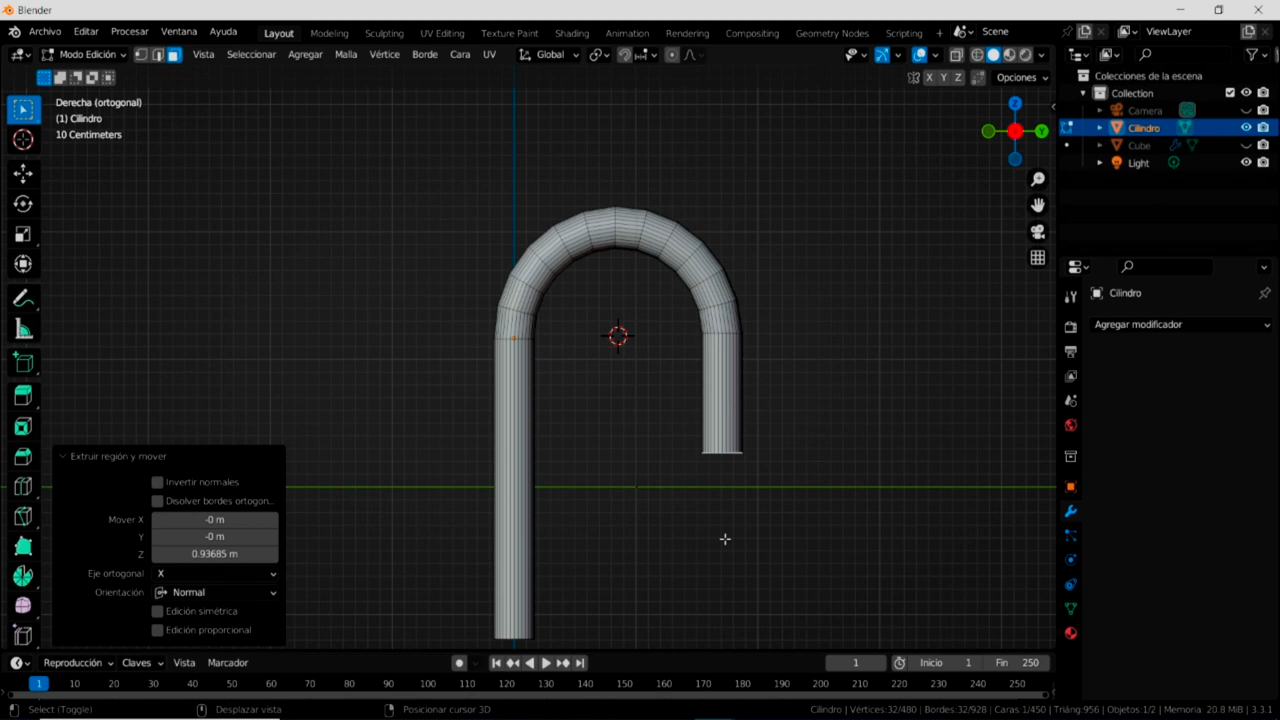 Blender
Archivo Editar Procesar Ventana Ayuda Layout Modeling Sculpting UV Editing Texture Paint Shading Animation Rendering Compositing Geometry Nodes Scripting + Scene ViewLayer
Modo Edición Vista Seleccionar Agregar Malla Vértice Borde Cara UV Global
X Y Z Opciones
Colecciones de la escena
Collection
Camera
Cilindro
Cube
Light
Derecha (ortogonal)
(1) Cilindro
10 Centimeters
Z
Y
Cilindro
Agregar modificador
Extruir región y mover
Invertir normales
Disolver bordes ortogon...
Mover X -0 m
Y -0 m
Z 0.93685 m
Eje ortogonal X
Orientación Normal
Edición simétrica
Edición proporcional
Reproducción Claves Vista Marcador 1 Inicio 1 Fin 250
1 10 20 30 40 50 60 70 80 90 100 110 120 130 140 150 160 170 180 190 200 210 220 230 240 250
Select (Toggle) Desplazar vista Posicionar cursor 3D Cilindro | Vértices:32/480 | Bordes:32/928 | Caras:1/450 | Triáng:956 | Objetos:1/2 | Memoria: 20.8 MiB | 3.3.1